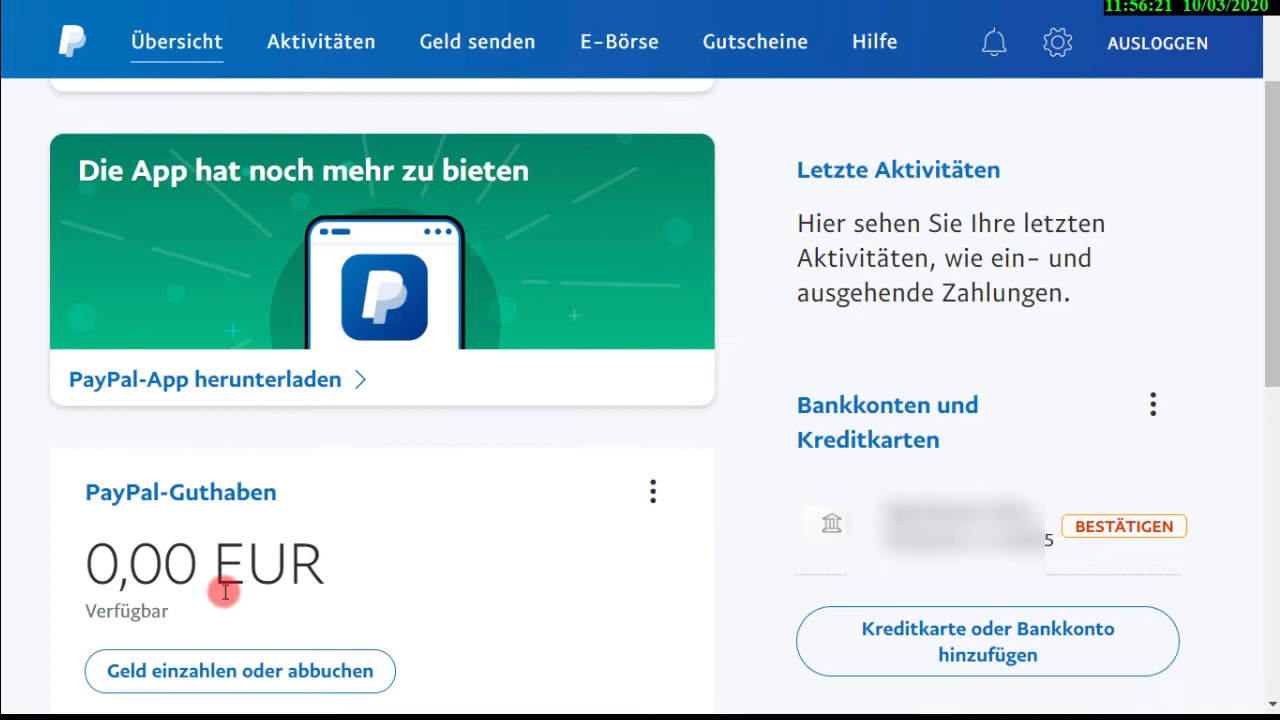 11:56:21 10/03/2020
Übersicht Aktivitäten Geld senden E-Börse Gutscheine Hilfe AUSLOGGEN
Die App hat noch mehr zu bieten
PayPal-App herunterladen
PayPal-Guthaben
0,00 EUR
Verfügbar
Geld einzahlen oder abbuchen
Letzte Aktivitäten
Hier sehen Sie Ihre letzten
Aktivitäten, wie ein- und
ausgehende Zahlungen.
Bankkonten und
Kreditkarten
5
BESTÄTIGEN
Kreditkarte oder Bankkonto
hinzufügen